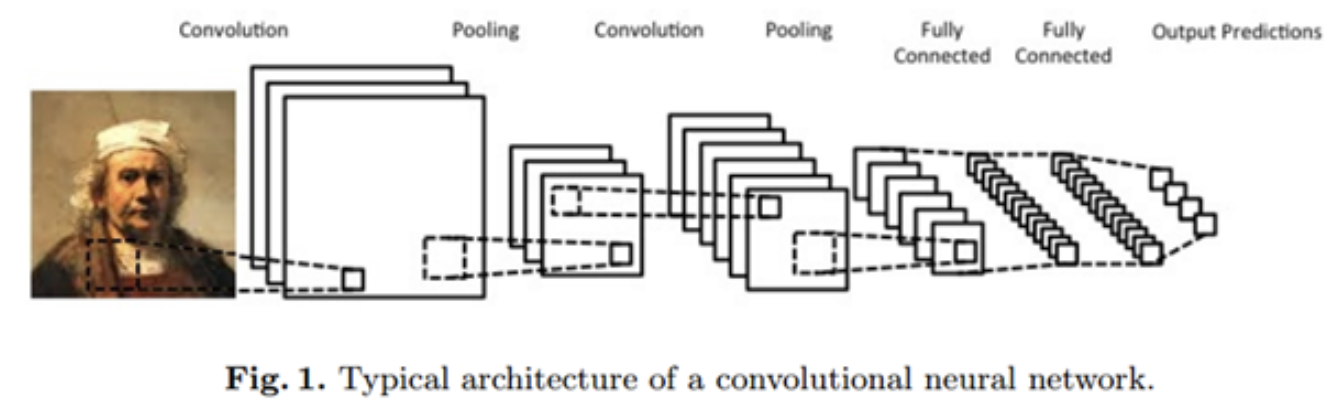 Convolution Pooling Convolution Pooling Fully Connected Fully Connected Output Predictions
Fig. 1. Typical architecture of a convolutional neural network.